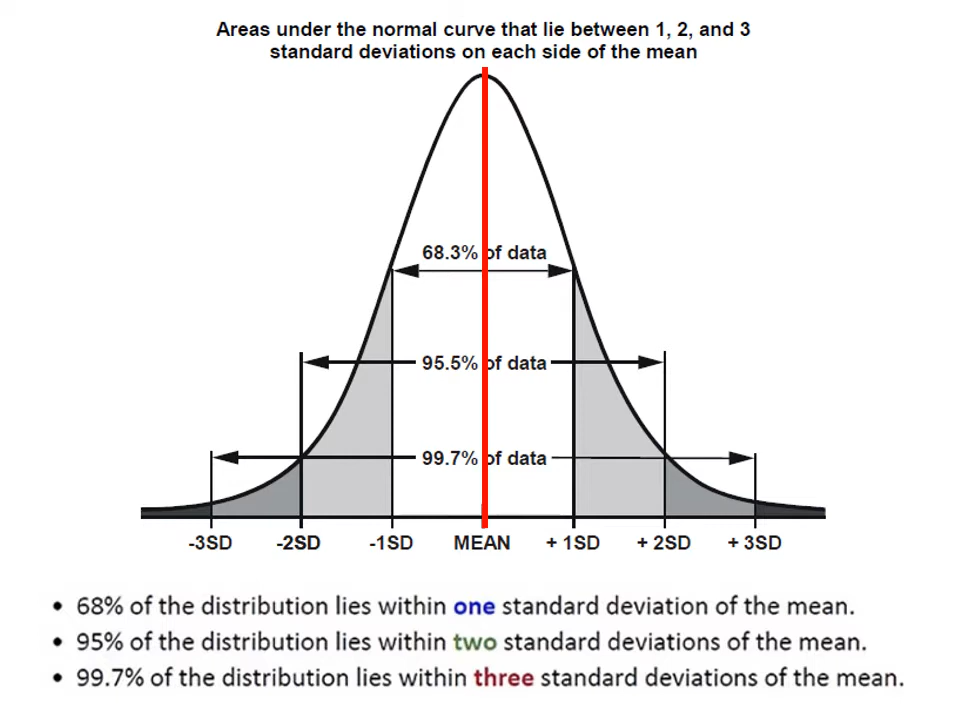 Areas under the normal curve that lie between 1, 2, and 3
standard deviations on each side of the mean
68.3% of data
95.5% of data
99.7% of data
-3SD -2SD -1SD MEAN + 1SD + 2SD + 3SD
• 68% of the distribution lies within one standard deviation of the mean.
• 95% of the distribution lies within two standard deviations of the mean.
• 99.7% of the distribution lies within three standard deviations of the mean.